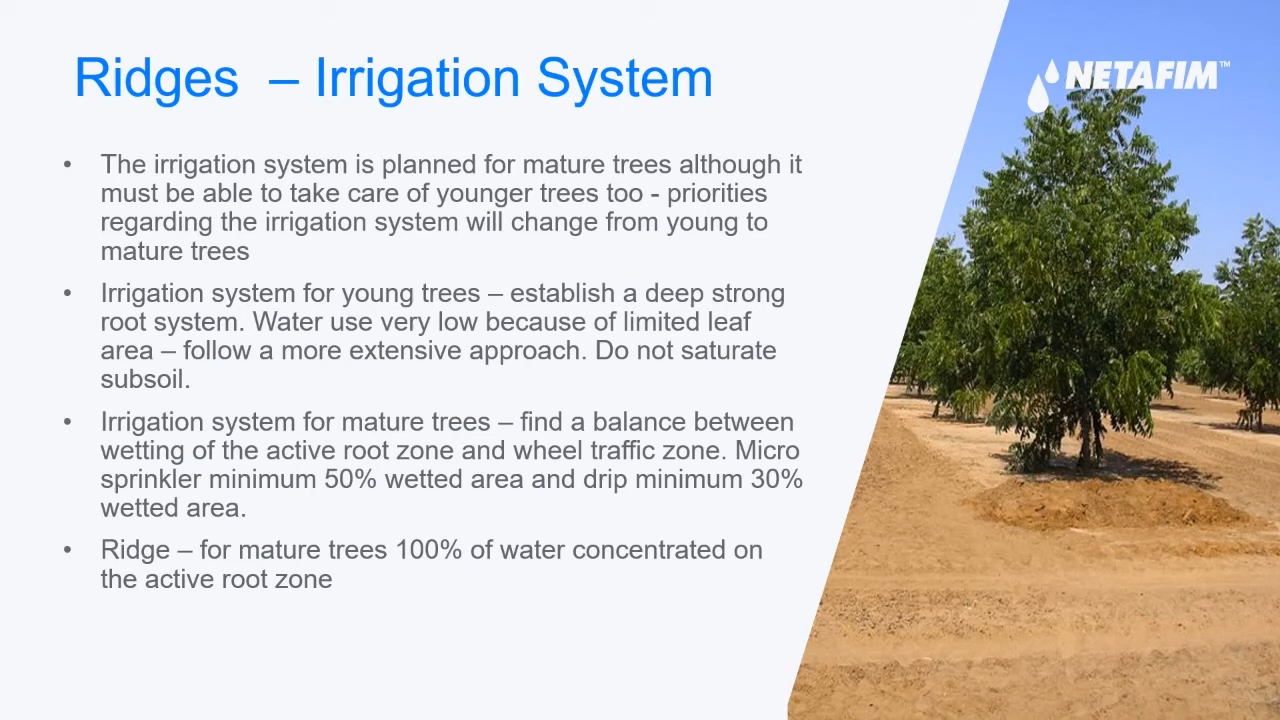 Ridges – Irrigation System
NETAFIM™
• The irrigation system is planned for mature trees although it
must be able to take care of younger trees too - priorities
regarding the irrigation system will change from young to
mature trees
• Irrigation system for young trees – establish a deep strong
root system. Water use very low because of limited leaf
area – follow a more extensive approach. Do not saturate
subsoil.
• Irrigation system for mature trees – find a balance between
wetting of the active root zone and wheel traffic zone. Micro
sprinkler minimum 50% wetted area and drip minimum 30%
wetted area.
• Ridge – for mature trees 100% of water concentrated on
the active root zone